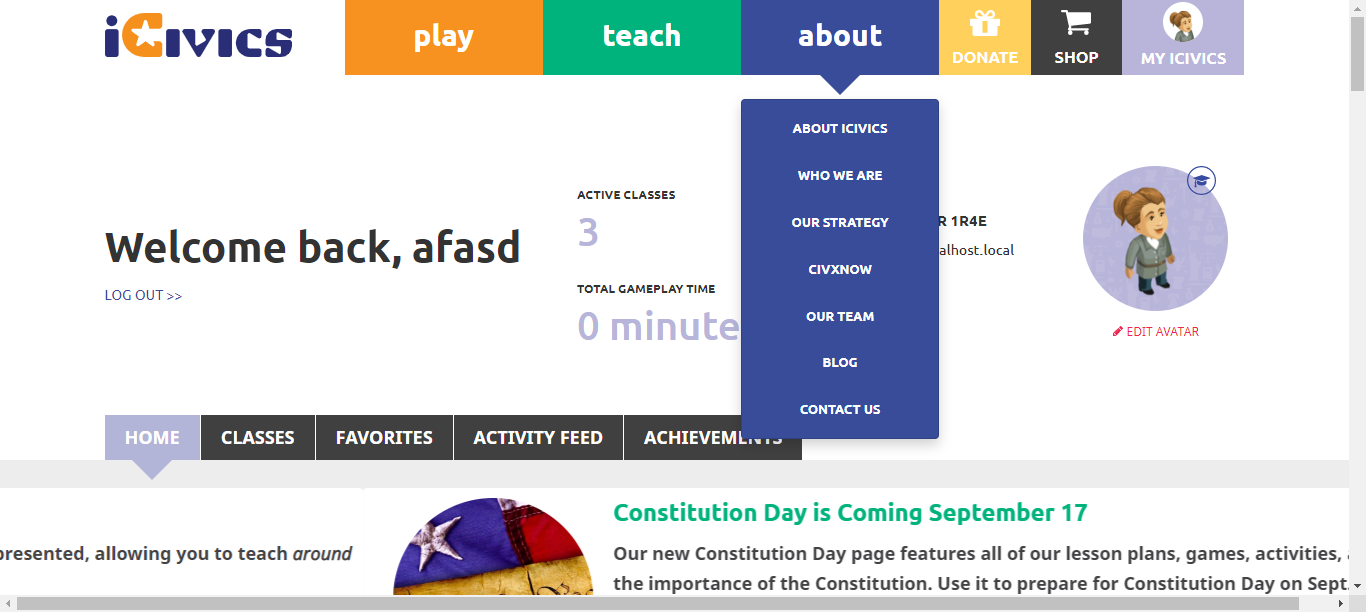 iCIVICS
play
teach
about
DONATE
SHOP
MY ICIVICS
ABOUT ICIVICS
WHO WE ARE
OUR STRATEGY
CIVXNOW
OUR TEAM
BLOG
CONTACT US
Welcome back, afasd
LOG OUT >>
ACTIVE CLASSES
3
TOTAL GAMEPLAY TIME
0 minute
R 1R4E
alhost.local
EDIT AVATAR
HOME
CLASSES
FAVORITES
ACTIVITY FEED
ACHIEVEMENTS
presented, allowing you to teach around
Constitution Day is Coming September 17
Our new Constitution Day page features all of our lesson plans, games, activities,
the importance of the Constitution. Use it to prepare for Constitution Day on Sept.